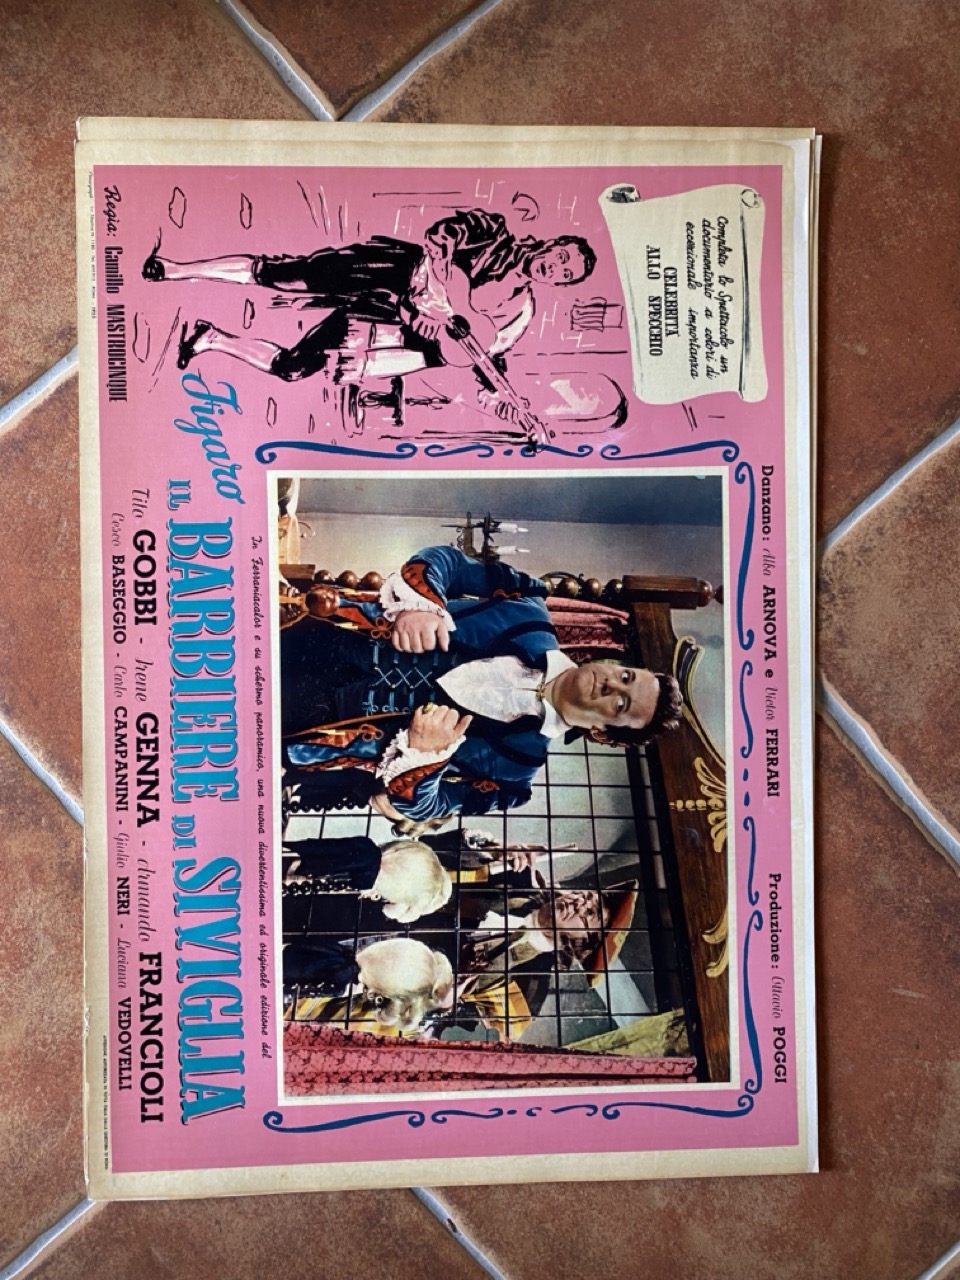 Completa lo Spettacolo un
documentario a colori di
eccezionale importanza
CELEBRITÀ
ALLO SPECCHIO
Danzano: Alba ARNOVA e Victor FERRARI
Produzione: Ottavio POGGI
In Ferraniacolor e su schermo panoramico, una nuova divertentissima ed originale edizione del
Figaro
IL BARBIERE DI SIVIGLIA
Tito GOBBI - Irene GENNA - Armando FRANCIOLI
Cesco BASEGGIO - Carlo CAMPANINI - Giulio NERI - Luciana VEDOVELLI
Regia: Camillo MASTROCINQUE